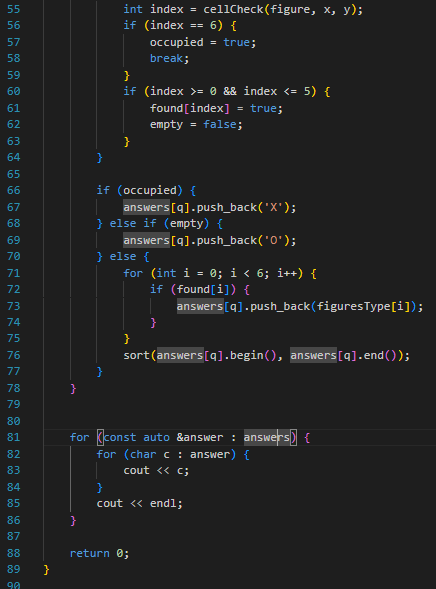 55 int index = cellCheck(figure, x, y);
56 if (index == 6) {
57 occupied = true;
58 break;
59 }
60 if (index >= 0 && index <= 5) {
61 found[index] = true;
62 empty = false;
63 }
64 }
65
66 if (occupied) {
67 answers[q].push_back('X');
68 } else if (empty) {
69 answers[q].push_back('O');
70 } else {
71 for (int i = 0; i < 6; i++) {
72 if (found[i]) {
73 answers[q].push_back(figuresType[i]);
74 }
75 }
76 sort(answers[q].begin(), answers[q].end());
77 }
78 }
79
80
81 for (const auto &answer : answers) {
82 for (char c : answer) {
83 cout << c;
84 }
85 cout << endl;
86 }
87
88 return 0;
89 }
90